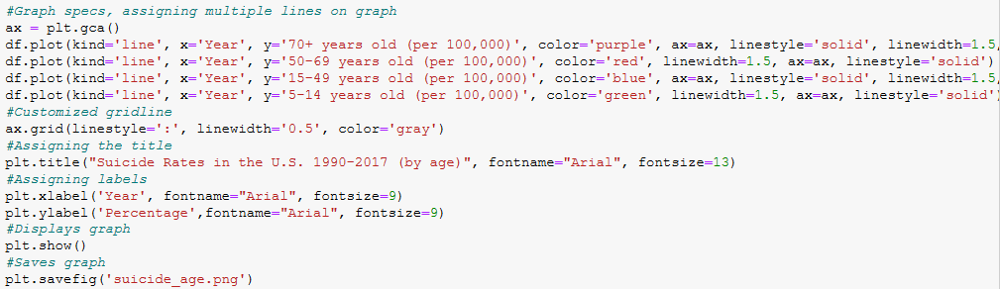 #Graph specs, assigning multiple lines on graph
ax = plt.gca()
df.plot(kind='line', x='Year', y='70+ years old (per 100,000)', color='purple', ax=ax, linestyle='solid', linewidth=1.5,
df.plot(kind='line', x='Year', y='50-69 years old (per 100,000)', color='red', linewidth=1.5, ax=ax, linestyle='solid')
df.plot(kind='line', x='Year', y='15-49 years old (per 100,000)', color='blue', ax=ax, linestyle='solid', linewidth=1.5,
df.plot(kind='line', x='Year', y='5-14 years old (per 100,000)', color='green', linewidth=1.5, ax=ax, linestyle='solid')
#Customized gridline
ax.grid(linestyle=':', linewidth='0.5', color='gray')
#Assigning the title
plt.title("Suicide Rates in the U.S. 1990-2017 (by age)", fontname="Arial", fontsize=13)
#Assigning labels
plt.xlabel('Year', fontname="Arial", fontsize=9)
plt.ylabel('Percentage',fontname="Arial", fontsize=9)
#Displays graph
plt.show()
#Saves graph
plt.savefig('suicide_age.png')